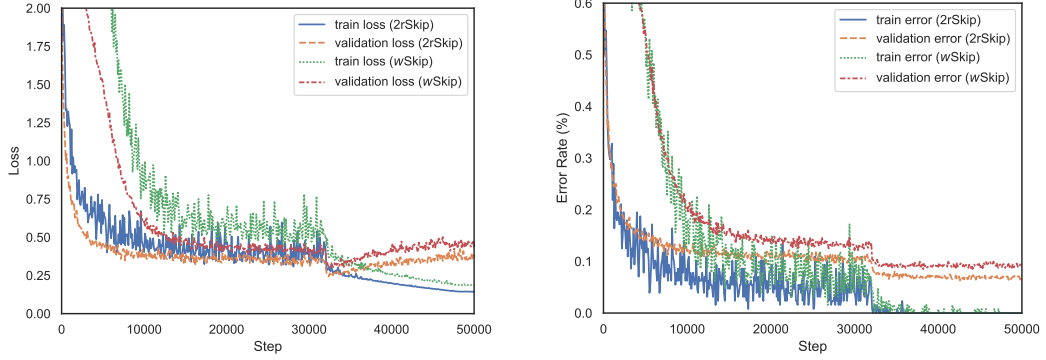 2.00
1.75
1.50
1.25
1.00
0.75
0.50
0.25
0.00
Loss
0
10000
20000
30000
40000
50000
Step
train loss (2rSkip)
validation loss (2rSkip)
train loss (wSkip)
validation loss (wSkip)
0.6
0.5
0.4
0.3
0.2
0.1
0.0
Error Rate (%)
0
10000
20000
30000
40000
50000
Step
train error (2rSkip)
validation error (2rSkip)
train error (wSkip)
validation error (wSkip)